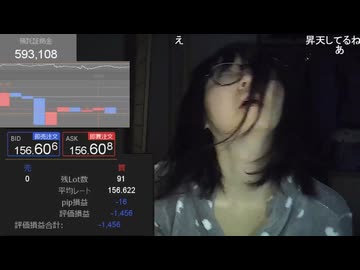 預託証拠金
593,108
え
昇天してるね
あ
BID 即売注文
156.606
ASK 即買注文
156.608
売 買
0 残Lot数 91
平均レート 156.622
pip損益 -16
評価損益 -1,456
評価損益合計: -1,456